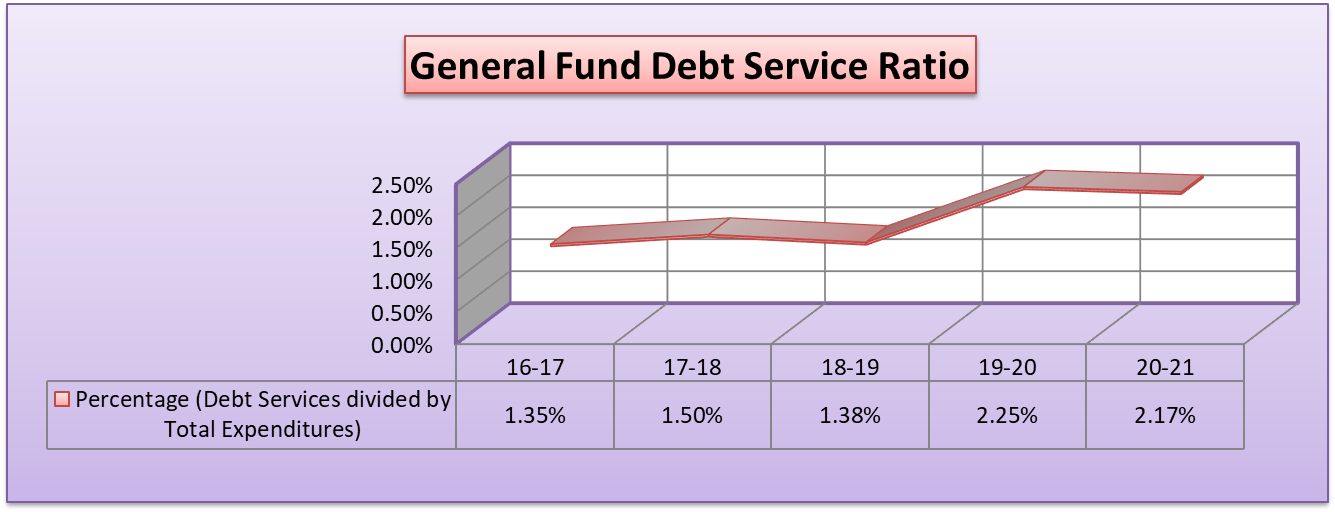 General Fund Debt Service Ratio
2.50%
2.00%
1.50%
1.00%
0.50%
0.00%
16-17 17-18 18-19 19-20 20-21
Percentage (Debt Services divided by
Total Expenditures)
1.35% 1.50% 1.38% 2.25% 2.17%